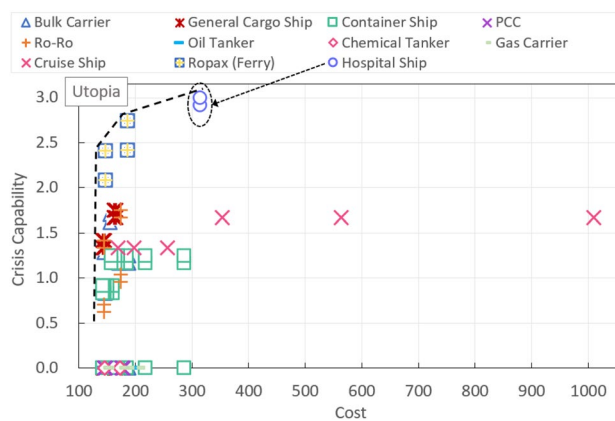 Bulk Carrier General Cargo Ship Container Ship PCC
Ro-Ro Oil Tanker Chemical Tanker Gas Carrier
Cruise Ship Ropax (Ferry) Hospital Ship
Utopia
3.0
2.5
2.0
1.5
1.0
0.5
0.0
Crisis Capability
100 200 300 400 500 600 700 800 900 1000
Cost